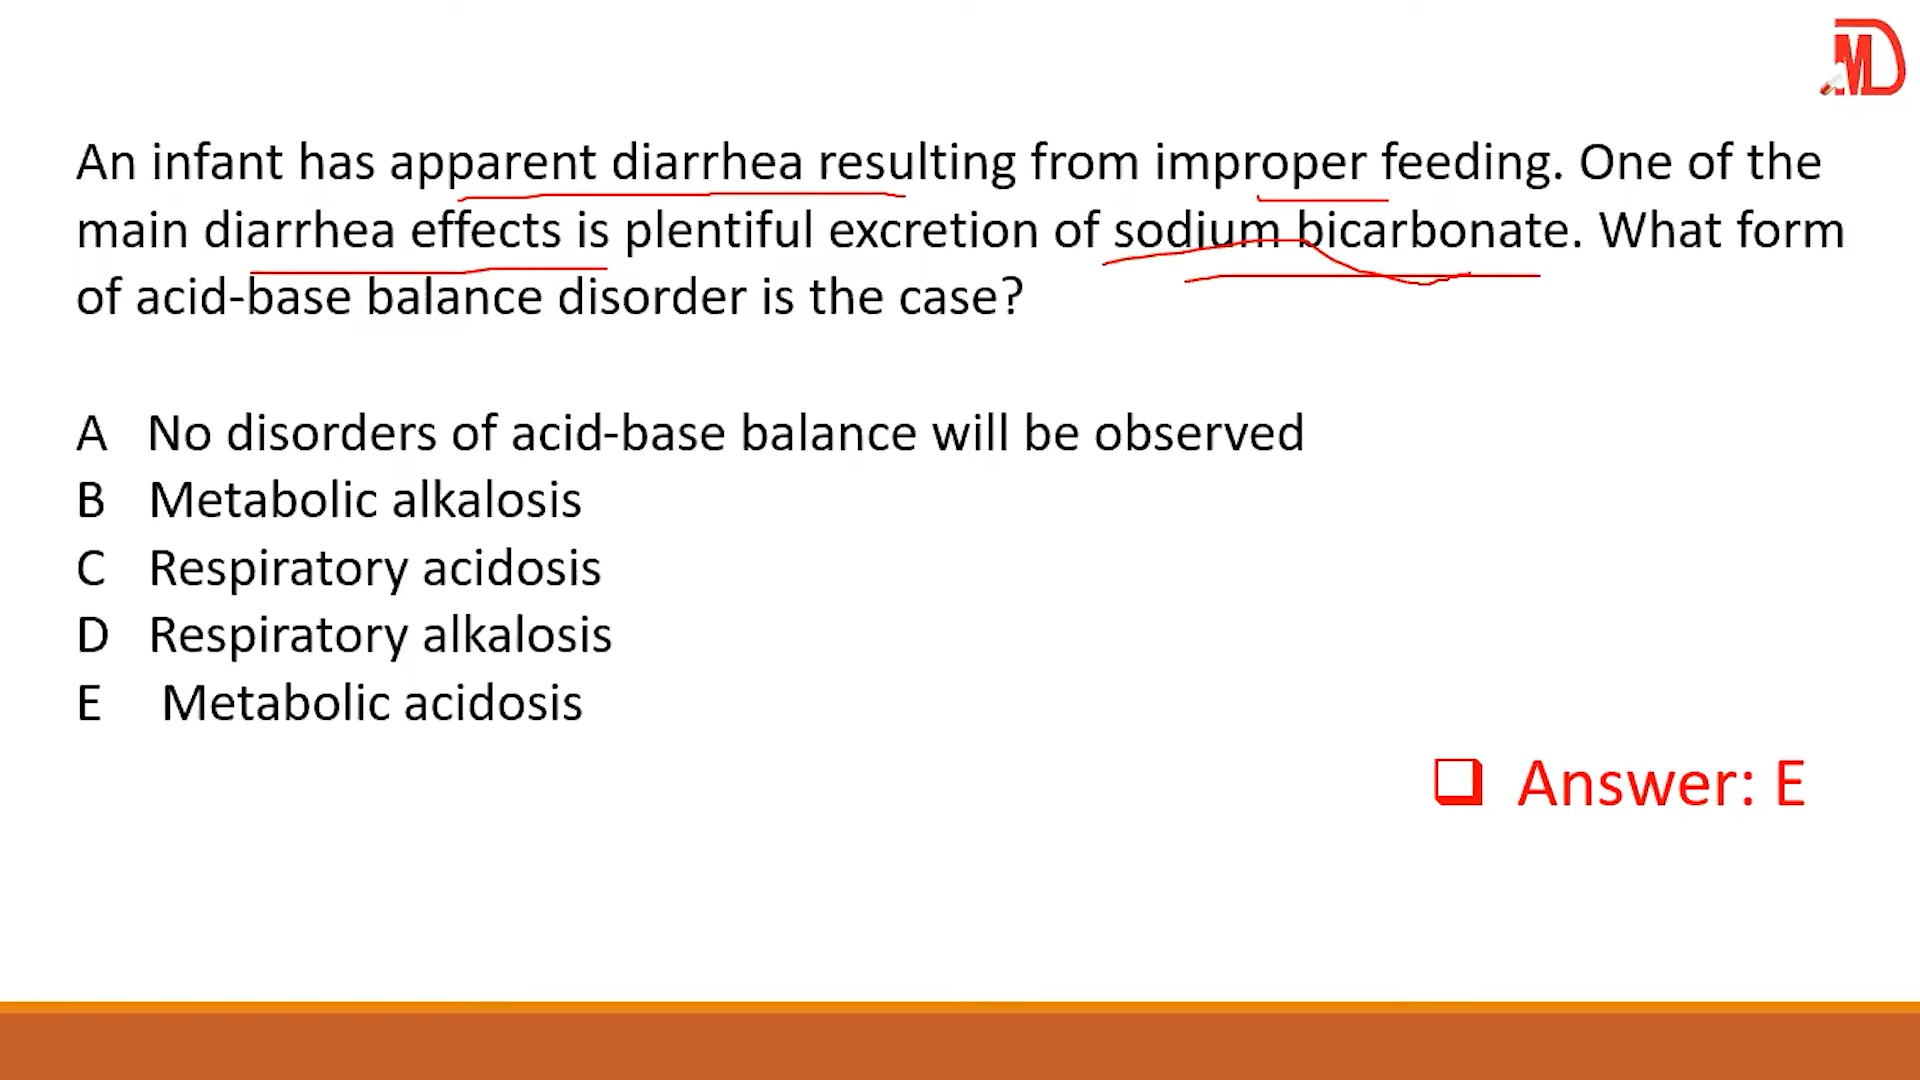 MD
An infant has apparent diarrhea resulting from improper feeding. One of the
main diarrhea effects is plentiful excretion of sodium bicarbonate. What form
of acid-base balance disorder is the case?
A No disorders of acid-base balance will be observed
B Metabolic alkalosis
C Respiratory acidosis
D Respiratory alkalosis
E Metabolic acidosis
❑ Answer: E